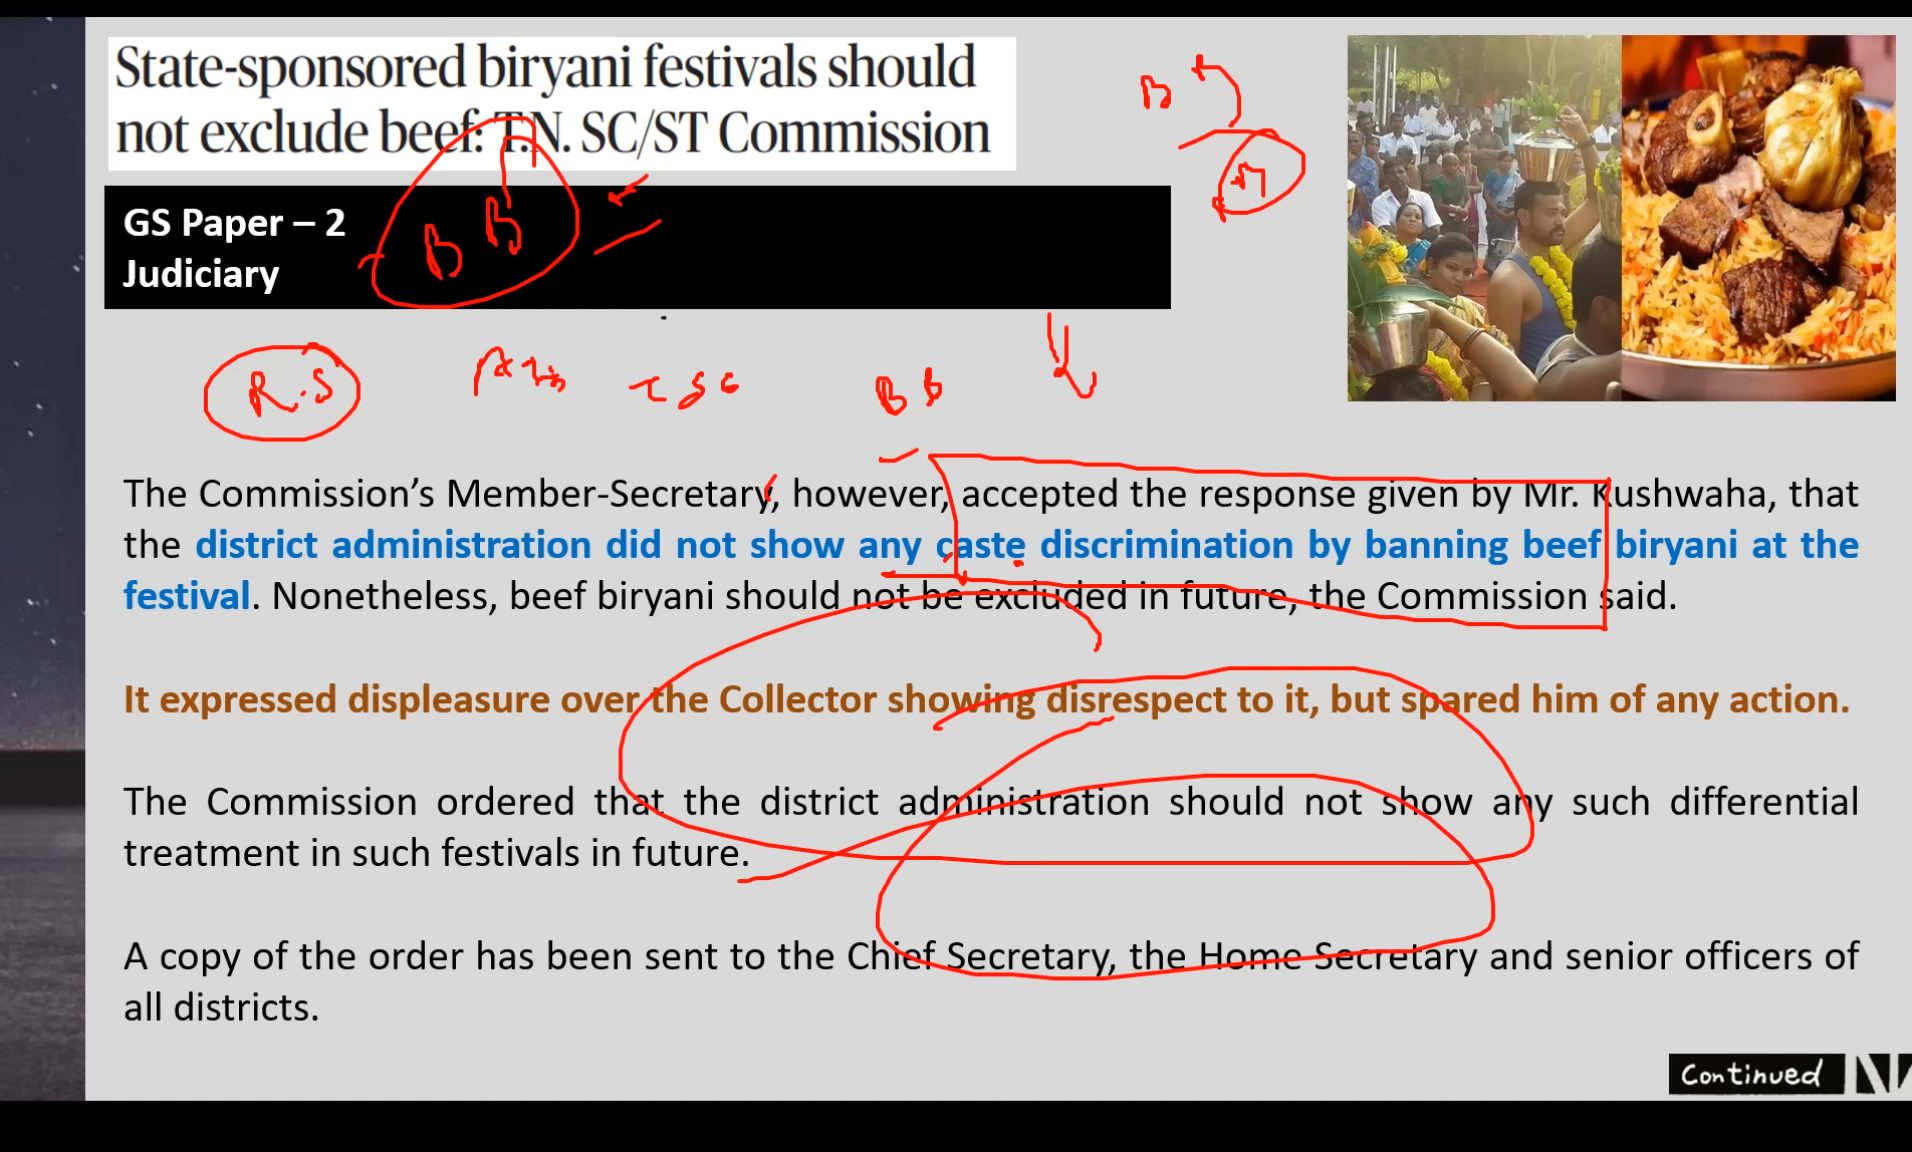 State-sponsored biryani festivals should
not exclude beef: T.N. SC/ST Commission
GS Paper – 2
Judiciary
B B
R.S
B B
The Commission's Member-Secretary, however, accepted the response given by Mr. Kushwaha, that
the district administration did not show any caste discrimination by banning beef biryani at the
festival. Nonetheless, beef biryani should not be excluded in future, the Commission said.
It expressed displeasure over the Collector showing disrespect to it, but spared him of any action.
The Commission ordered that the district administration should not show any such differential
treatment in such festivals in future.
A copy of the order has been sent to the Chief Secretary, the Home Secretary and senior officers of
all districts.
Continued